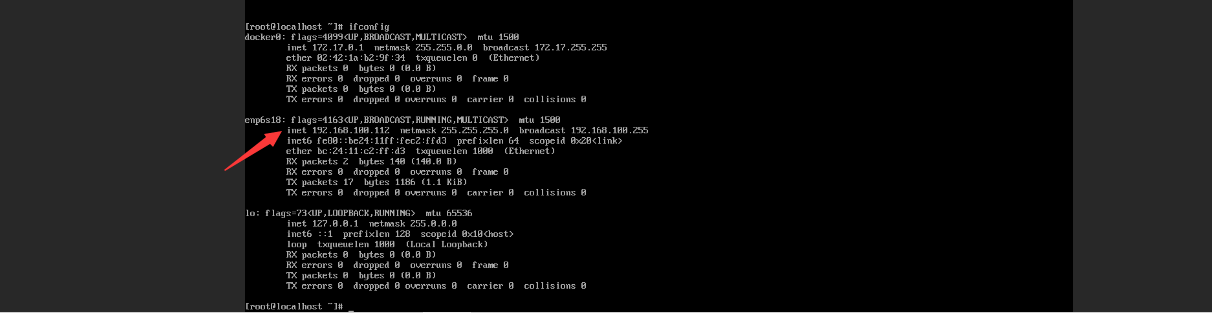 [root@localhost ~]# ifconfig
docker0: flags=4099<UP,BROADCAST,MULTICAST>  mtu 1500
        inet 172.17.0.1  netmask 255.255.0.0  broadcast 172.17.255.255
        ether 02:42:1a:b2:9f:34  txqueuelen 0  (Ethernet)
        RX packets 0  bytes 0 (0.0 B)
        RX errors 0  dropped 0  overruns 0  frame 0
        TX packets 0  bytes 0 (0.0 B)
        TX errors 0  dropped 0 overruns 0  carrier 0  collisions 0
enp6s18: flags=4163<UP,BROADCAST,RUNNING,MULTICAST>  mtu 1500
        inet 192.168.100.112  netmask 255.255.255.0  broadcast 192.168.100.255
        inet6 fe80::be24:11ff:fec2:ffd3  prefixlen 64  scopeid 0x20<link>
        ether bc:24:11:c2:ff:d3  txqueuelen 1000  (Ethernet)
        RX packets 2  bytes 140 (140.0 B)
        RX errors 0  dropped 0  overruns 0  frame 0
        TX packets 17  bytes 1186 (1.1 KiB)
        TX errors 0  dropped 0 overruns 0  carrier 0  collisions 0
lo: flags=73<UP,LOOPBACK,RUNNING>  mtu 65536
        inet 127.0.0.1  netmask 255.0.0.0
        inet6 ::1  prefixlen 128  scopeid 0x10<host>
        loop  txqueuelen 1000  (Local Loopback)
        RX packets 0  bytes 0 (0.0 B)
        RX errors 0  dropped 0  overruns 0  frame 0
        TX packets 0  bytes 0 (0.0 B)
        TX errors 0  dropped 0 overruns 0  carrier 0  collisions 0
[root@localhost ~]# _